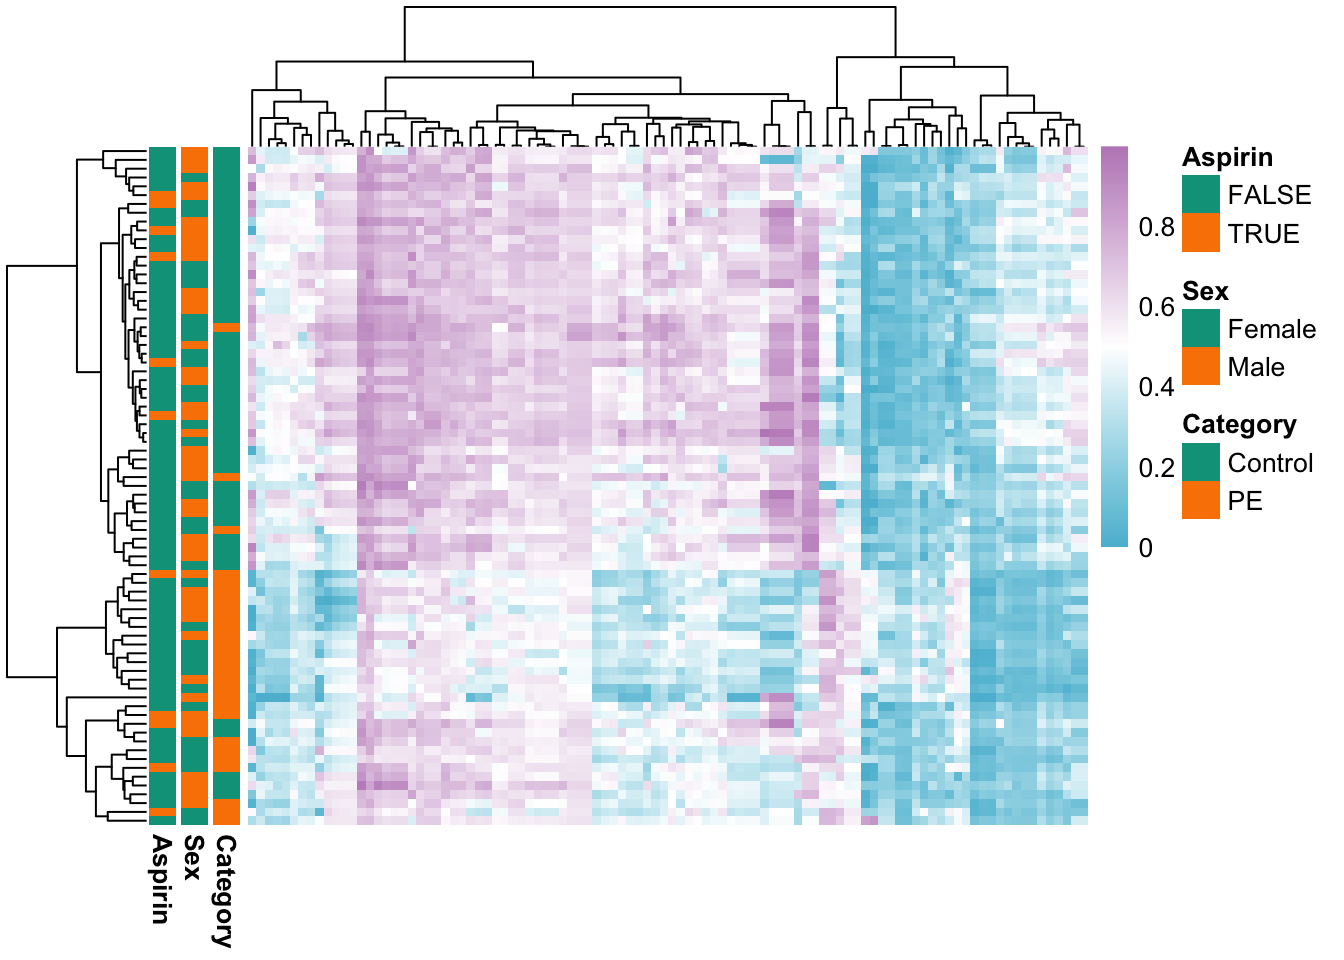 Aspirin
FALSE
TRUE
Sex
Female
Male
Category
Control
PE
0.8
0.6
0.4
0.2
0
Aspirin
Sex
Category